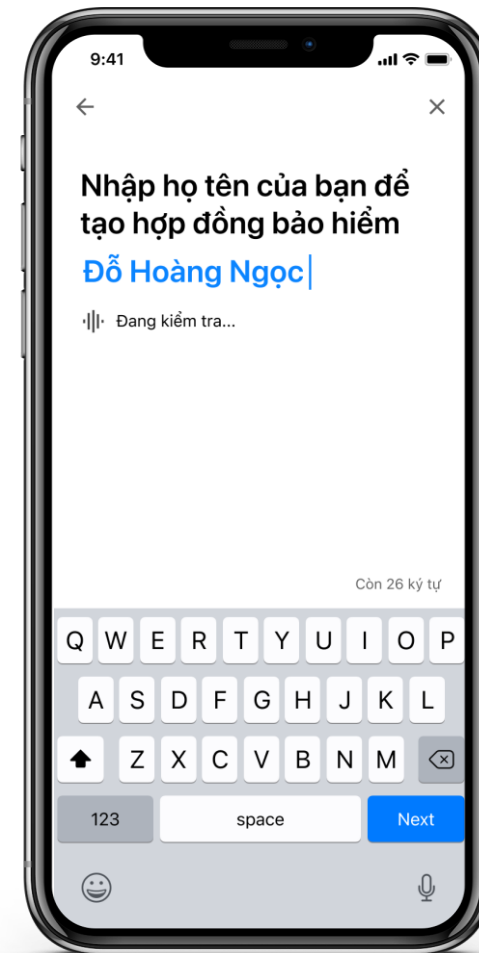 9:41
Nhập họ tên của bạn để
tạo hợp đồng bảo hiểm
Đỗ Hoàng Ngọc
Đang kiểm tra...
Còn 26 ký tự
Q W E R T Y U I O P
A S D F G H J K L
Z X C V B N M
123 space Next